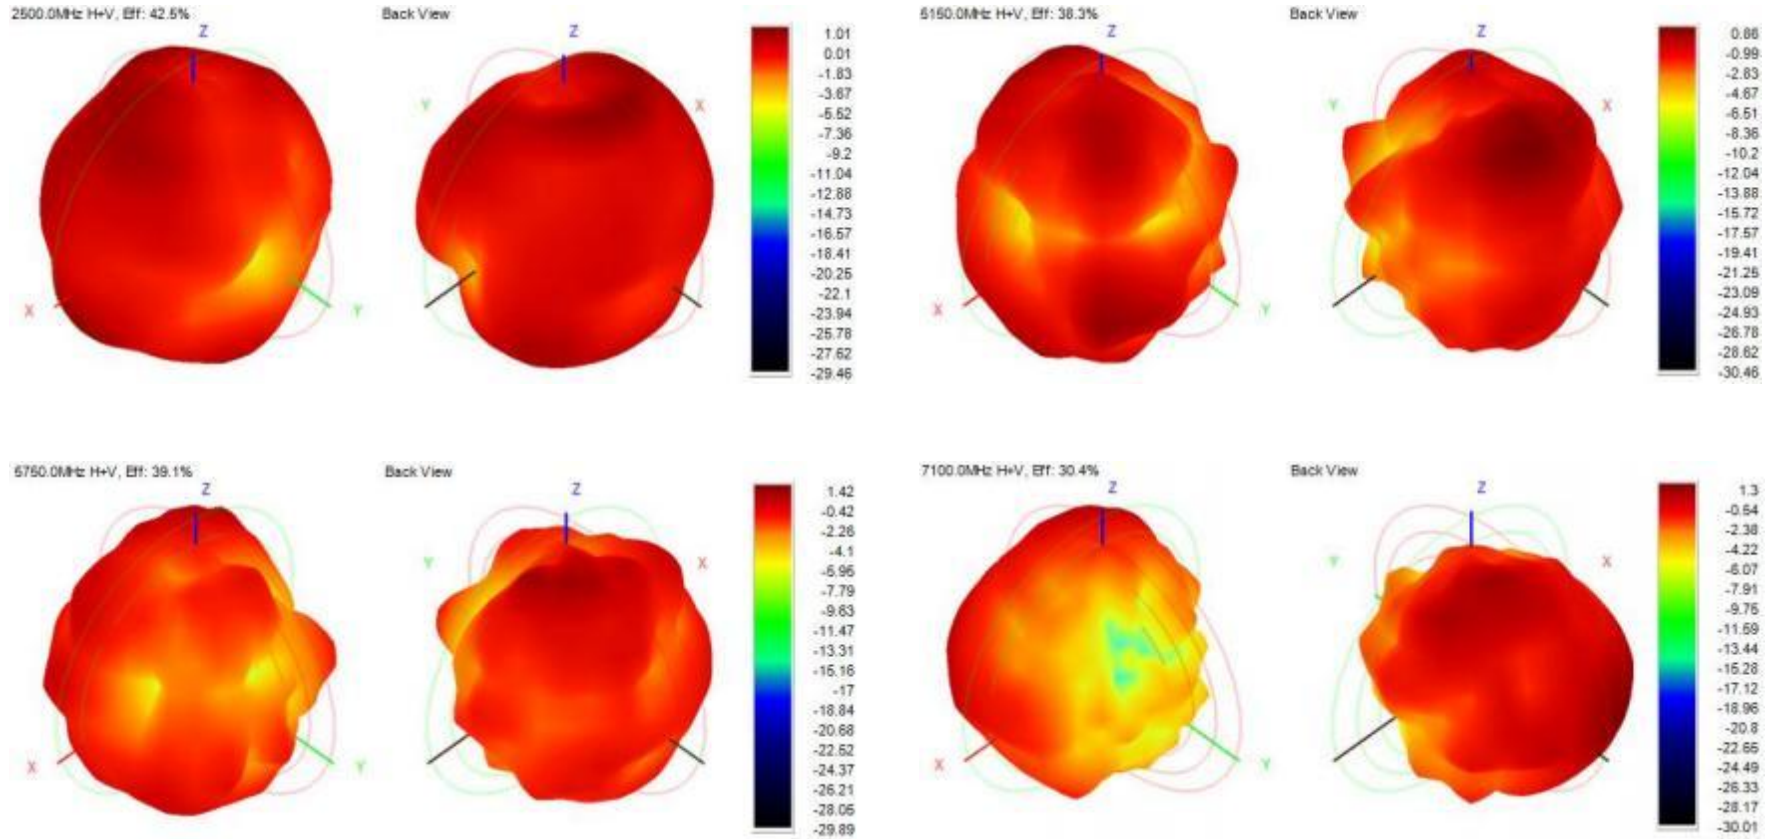 2500.0MHz H+V, Eff: 42.5%
Back View
Z
X
Y
Z
Y
X
1.01
0.01
-1.83
-3.67
-5.52
-7.36
-9.2
-11.04
-12.88
-14.73
-16.57
-18.41
-20.25
-22.1
-23.94
-25.78
-27.62
-29.46
5150.0MHz H+V, Eff: 38.3%
Back View
Z
X
Y
Z
Y
X
0.86
-0.99
-2.83
-4.67
-6.51
-8.36
-10.2
-12.04
-13.88
-15.72
-17.57
-19.41
-21.25
-23.09
-24.93
-26.78
-28.62
-30.46
5750.0MHz H+V, Eff: 39.1%
Back View
Z
X
Y
Z
Y
X
1.42
-0.42
-2.26
-4.1
-5.95
-7.79
-9.63
-11.47
-13.31
-15.16
-17
-18.84
-20.68
-22.52
-24.37
-26.21
-28.05
-29.89
7100.0MHz H+V, Eff: 30.4%
Back View
Z
X
Y
Z
Y
X
1.3
-0.54
-2.38
-4.22
-6.07
-7.91
-9.75
-11.59
-13.44
-15.28
-17.12
-18.96
-20.8
-22.65
-24.49
-26.33
-28.17
-30.01